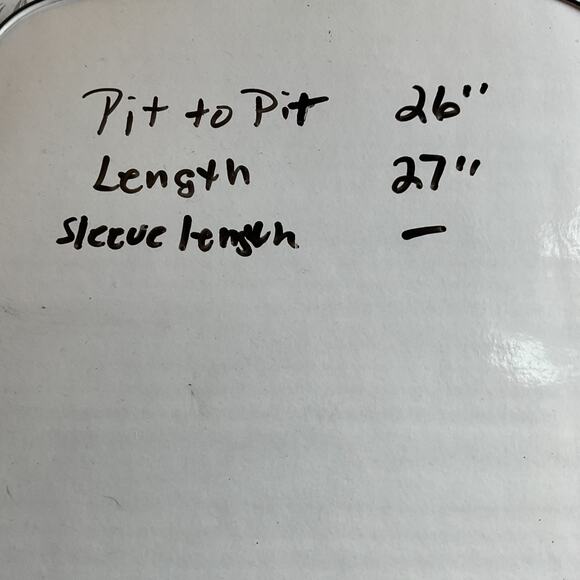 Pit to Pit 26"
Length 27"
Sleeve length —